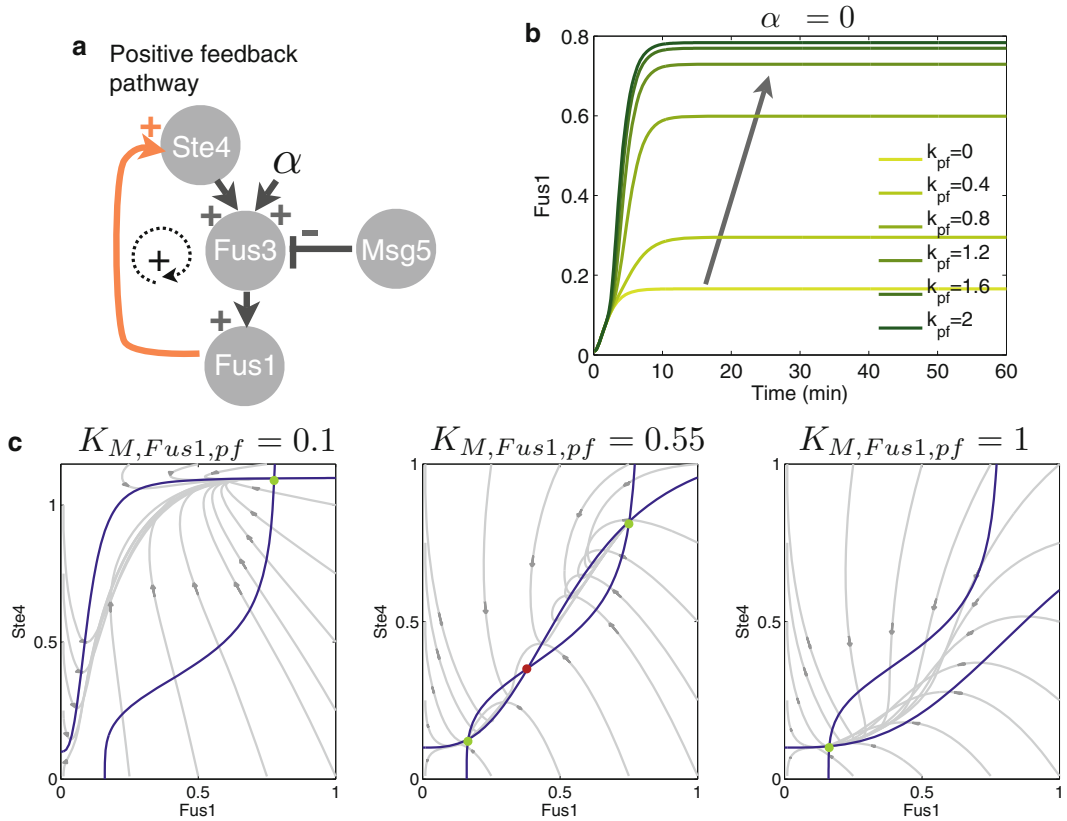 a
Positive feedback
pathway
+
Ste4
α
+ +
Fus3
-
Msg5
+
+
Fus1
b
α = 0
0.8
0.6
0.4
0.2
0
Fus1
k_pf=0
k_pf=0.4
k_pf=0.8
k_pf=1.2
k_pf=1.6
k_pf=2
0 10 20 30 40 50 60
Time (min)
c
K_{M,Fus1,pf} = 0.1
1
0.5
0
Ste4
0 0.5 1
Fus1
K_{M,Fus1,pf} = 0.55
1
0.5
0
Ste4
0 0.5 1
Fus1
K_{M,Fus1,pf} = 1
1
0.5
0
Ste4
0 0.5 1
Fus1